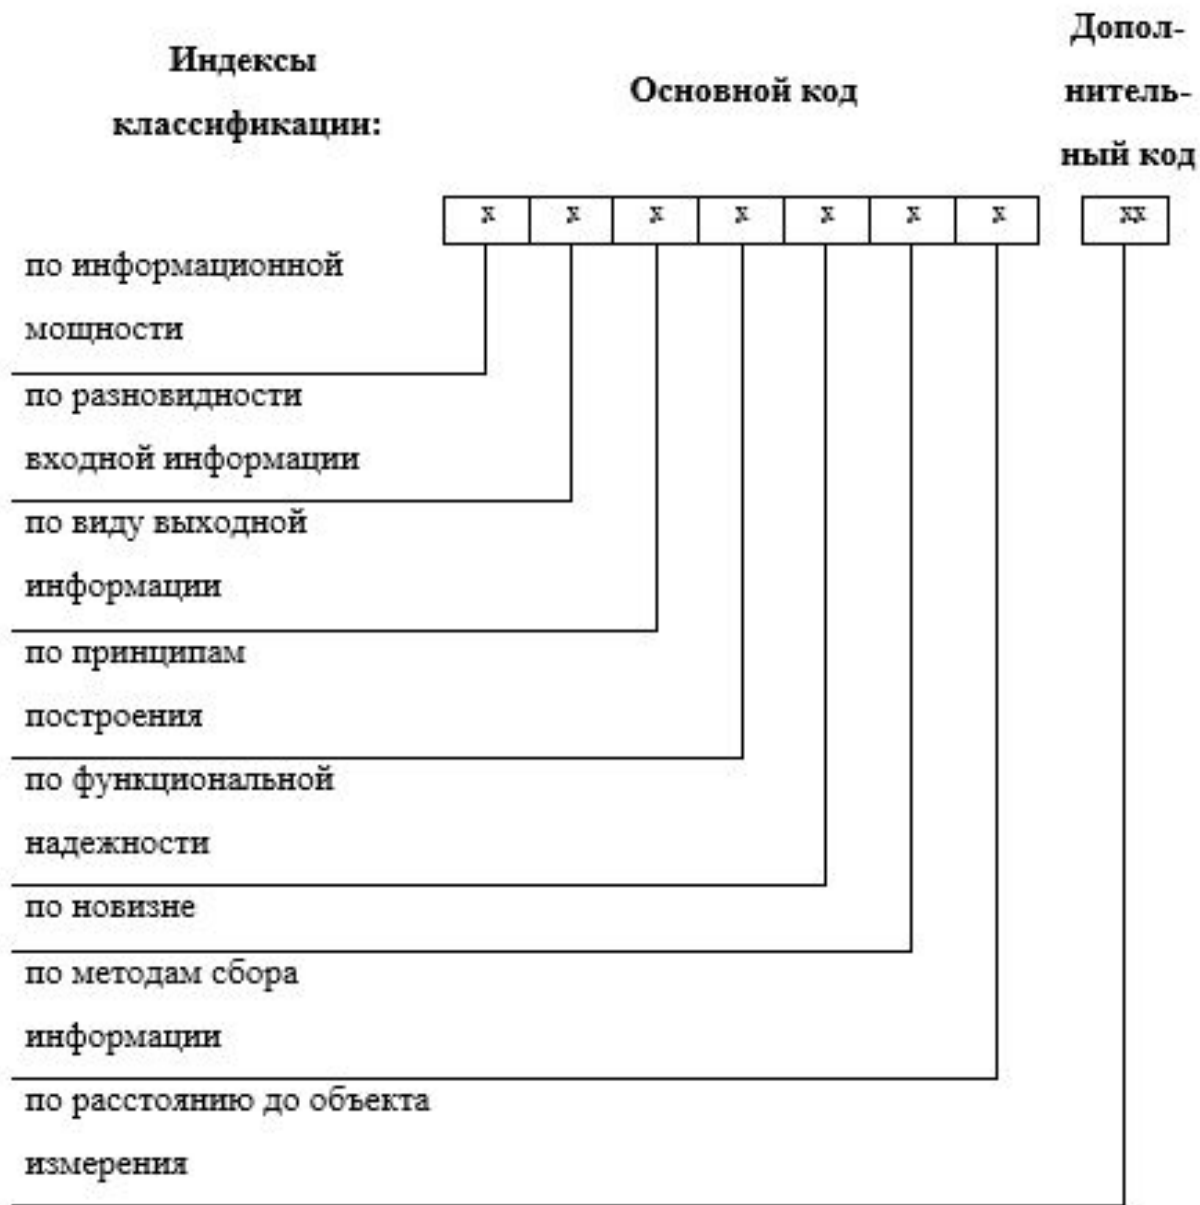 Индексы
классификации:
Основной код
Допол-
нитель-
ный код
х х х х х х х хх
по информационной
мощности
по разновидности
входной информации
по виду выходной
информации
по принципам
построения
по функциональной
надежности
по новизне
по методам сбора
информации
по расстоянию до объекта
измерения